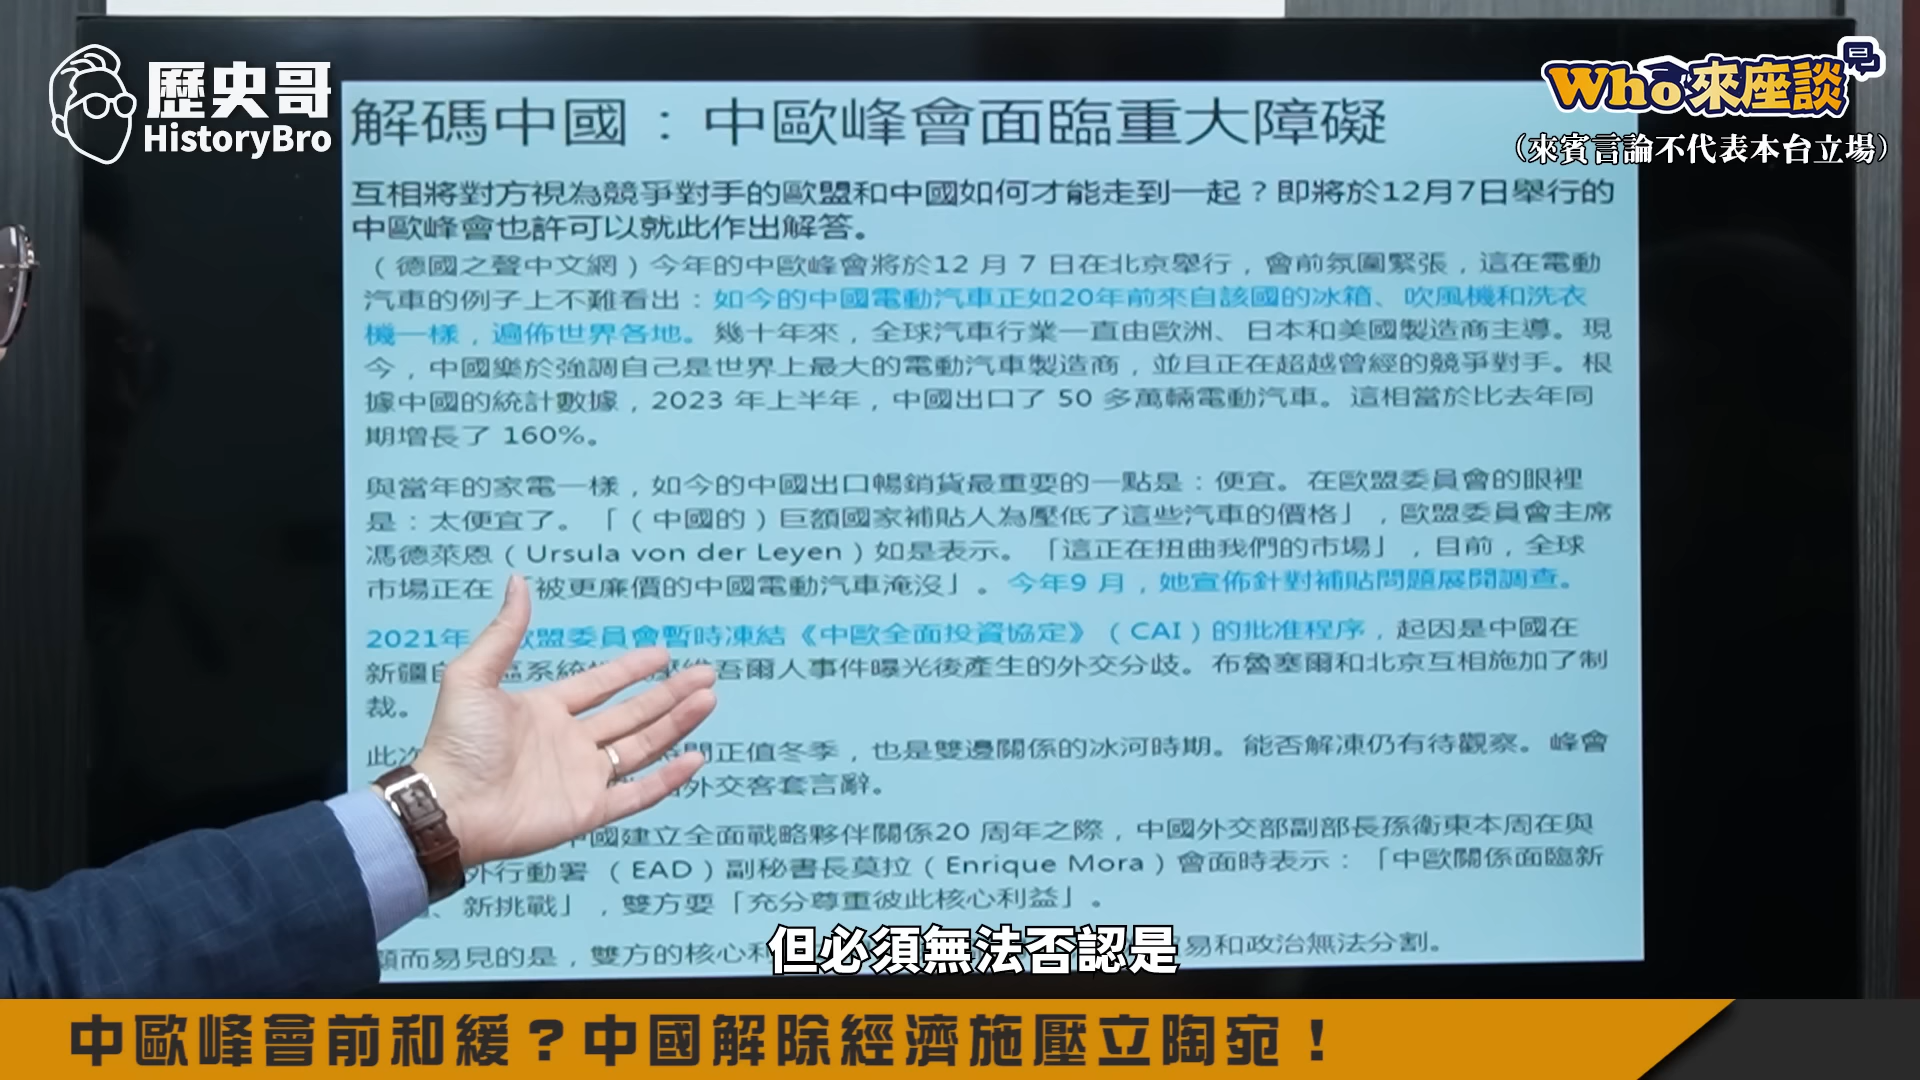 歷史哥
HistoryBro
Who來座談
(來賓言論不代表本台立場)
解碼中國：中歐峰會面臨重大障礙
互相將對方視為競爭對手的歐盟和中國如何才能走到一起？即將於12月7日舉行的
中歐峰會也許可以就此作出解答。
（德國之聲中文網）今年的中歐峰會將於12 月 7 日在北京舉行，會前氛圍緊張，這在電動
汽車的例子上不難看出：如今的中國電動汽車正如20年前來自該國的冰箱、吹風機和洗衣
機一樣，遍佈世界各地。幾十年來，全球汽車行業一直由歐洲、日本和美國製造商主導。現
今，中國樂於強調自己是世界上最大的電動汽車製造商，並且正在超越曾經的競爭對手。根
據中國的統計數據，2023 年上半年，中國出口了 50 多萬輛電動汽車。這相當於比去年同
期增長了 160%。
與當年的家電一樣，如今的中國出口暢銷貨最重要的一點是：便宜。在歐盟委員會的眼裡
是：太便宜了。「（中國的）巨額國家補貼人為壓低了這些汽車的價格」，歐盟委員會主席
馮德萊恩（Ursula von der Leyen）如是表示。「這正在扭曲我們的市場」，目前，全球
市場正在「被更廉價的中國電動汽車淹沒」。今年9 月，她宣佈針對補貼問題展開調查。
2021年 歐盟委員會暫時凍結《中歐全面投資協定》（CAI）的批准程序，起因是中國在
新疆自 區系統 維吾爾人事件曝光後產生的外交分歧。布魯塞爾和北京互相施加了制
裁。
此次 間正值冬季，也是雙邊關係的冰河時期。能否解凍仍有待觀察。峰會
外交客套言辭。
中國建立全面戰略夥伴關係20 周年之際，中國外交部副部長孫衛東本周在與
外行動署（EAD）副秘書長莫拉（Enrique Mora）會面時表示：「中歐關係面臨新
、新挑戰」，雙方要「充分尊重彼此核心利益」。
顯而易見的是，雙方的核心利 易和政治無法分割。
但必須無法否認是
中歐峰會前和緩？中國解除經濟施壓立陶宛！